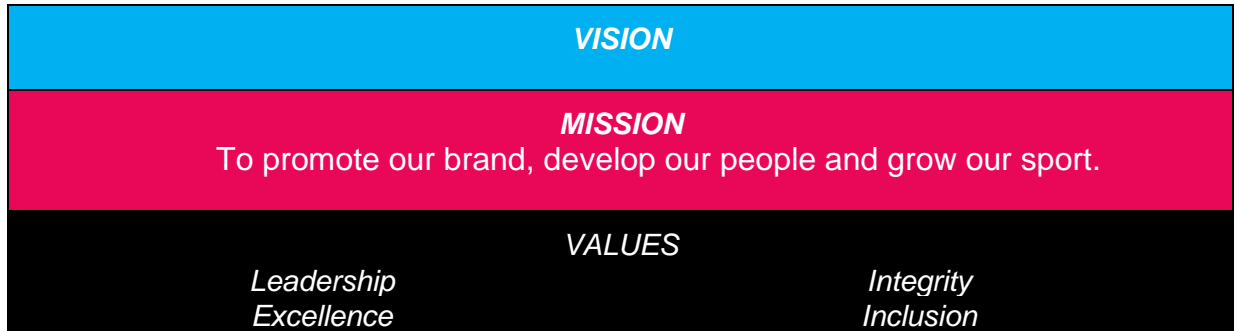 VISION
MISSION
To promote our brand, develop our people and grow our sport.
VALUES
Leadership Integrity
Excellence Inclusion